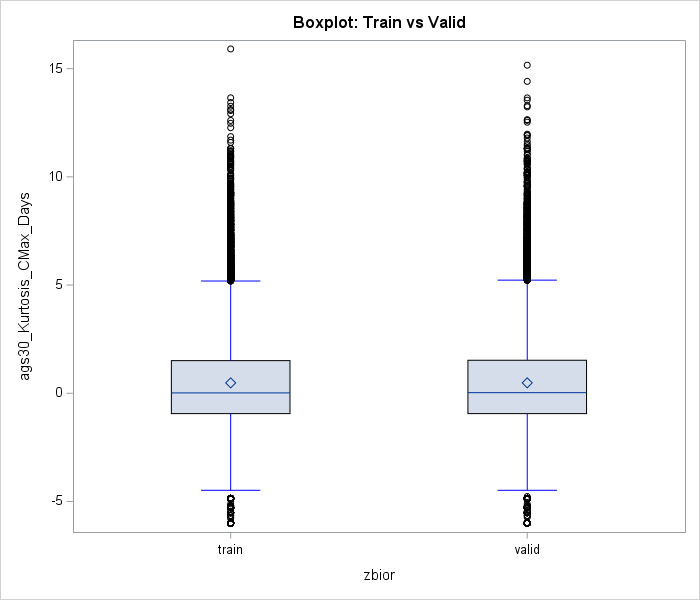 Boxplot: Train vs Valid
ags30_Kurtosis_CMax_Days
15
10
5
0
-5
train
valid
zbior